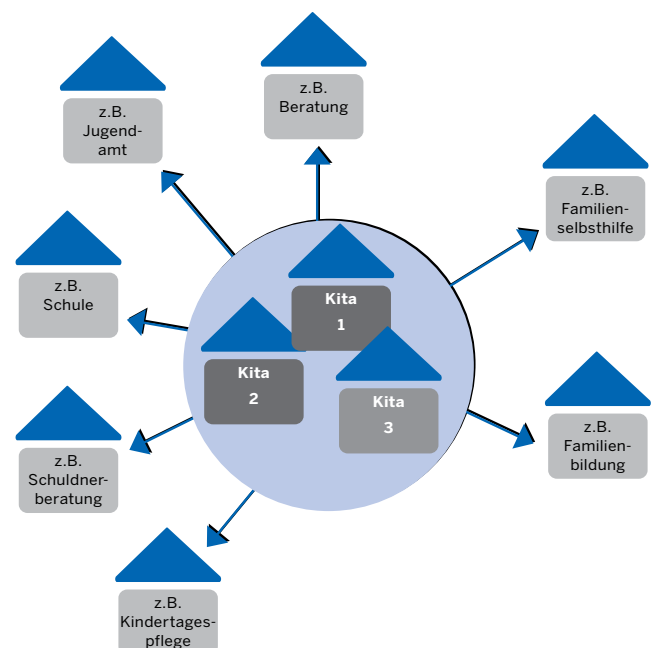 z.B.
Beratung
z.B.
Jugend-
amt
z.B.
Familien-
selbsthilfe
z.B.
Schule
Kita
1
Kita
2
Kita
3
z.B.
Familien-
bildung
z.B.
Schuldner-
beratung
z.B.
Kindertages-
pflege